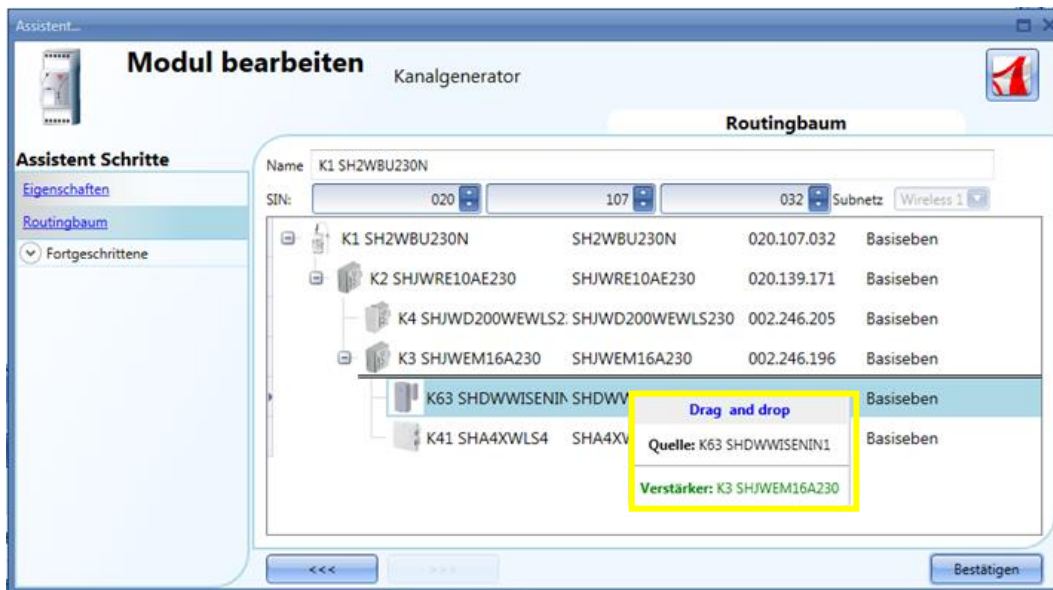 Assistent...
Modul bearbeiten Kanalgenerator
Routingbaum
Assistent Schritte
Eigenschaften
Routingbaum
Fortgeschrittene
Name K1 SH2WBU230N
SIN: 020 107 032 Subnetz Wireless 1
K1 SH2WBU230N SH2WBU230N 020.107.032 Basiseben
K2 SHJWRE10AE230 SHJWRE10AE230 020.139.171 Basiseben
K4 SHJWD200WEWLS2: SHJWD200WEWLS230 002.246.205 Basiseben
K3 SHJWEM16A230 SHJWEM16A230 002.246.196 Basiseben
K63 SHDWWISENIN SHDWW Basiseben
K41 SHA4XWLS4 SHA4XW Basiseben
Drag and drop
Quelle: K63 SHDWWISENIN1
Verstärker: K3 SHJWEM16A230
<<< >>> Bestätigen